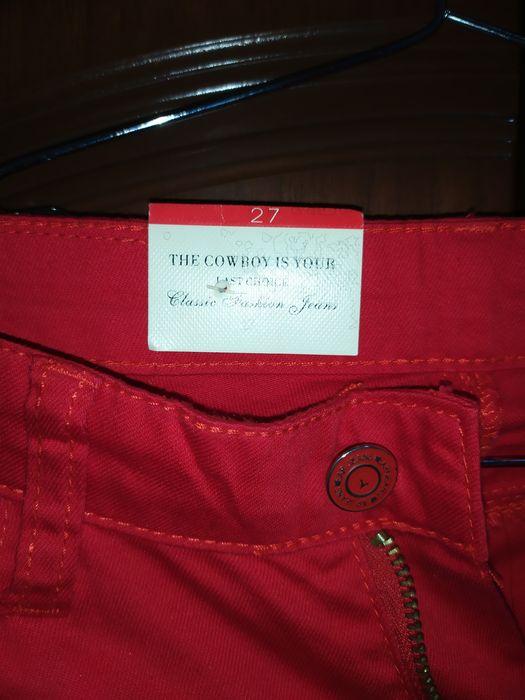 27
THE COWBOY IS YOUR
LAST CHOICE
Classic Fashion Jeans